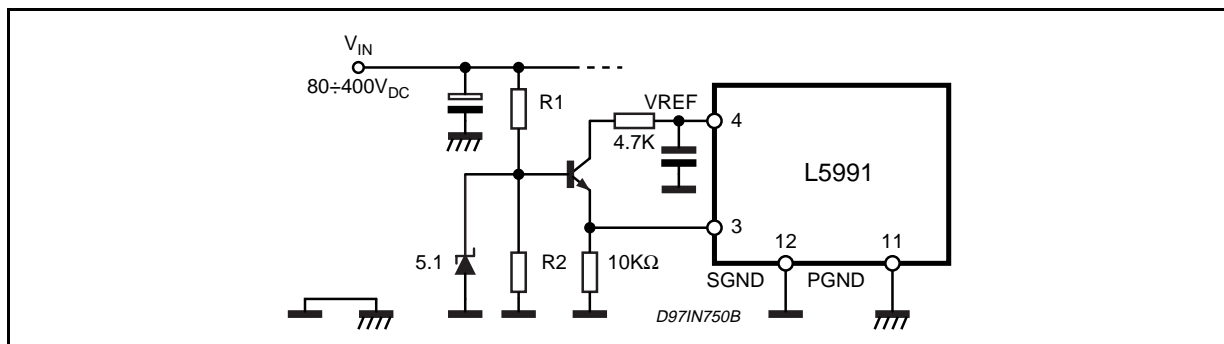 VIN
80÷400VDC
R1
VREF
4
4.7K
L5991
3
12
11
5.1
R2
10KΩ
SGND
PGND
D97IN750B